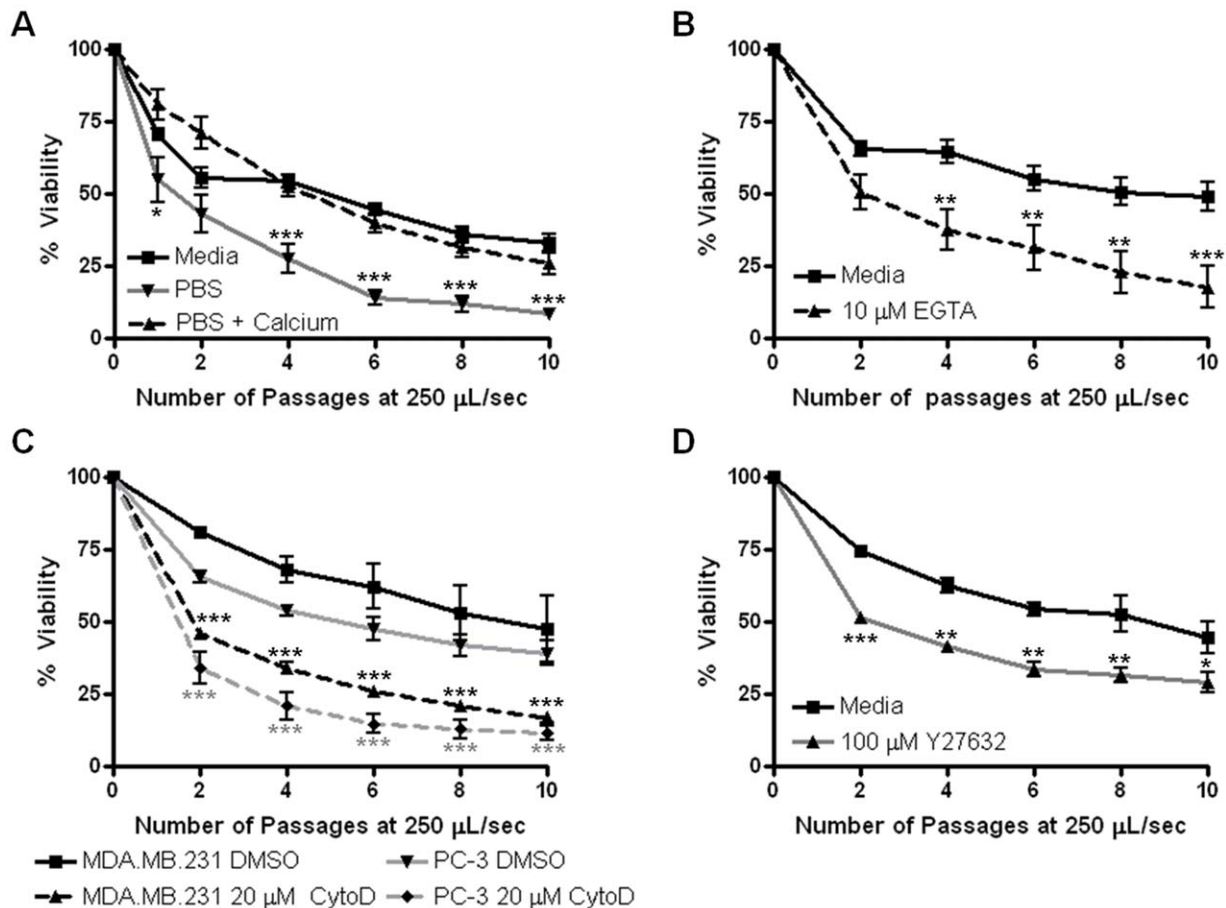 A
100
75
50
25
0
% Viability
*
***
***
***
***
Media
PBS
PBS + Calcium
0 2 4 6 8 10
Number of Passages at 250 µL/sec
B
100
75
50
25
0
% Viability
**
**
**
***
Media
10 µM EGTA
0 2 4 6 8 10
Number of passages at 250 µL/sec
C
100
75
50
25
0
% Viability
***
***
***
***
***
***
***
***
***
***
0 2 4 6 8 10
Number of Passages at 250 µL/sec
MDA.MB.231 DMSO PC-3 DMSO
MDA.MB.231 20 µM CytoD PC-3 20 µM CytoD
D
100
75
50
25
0
% Viability
***
**
**
**
*
Media
100 µM Y27632
0 2 4 6 8 10
Number of Passages at 250 µL/sec